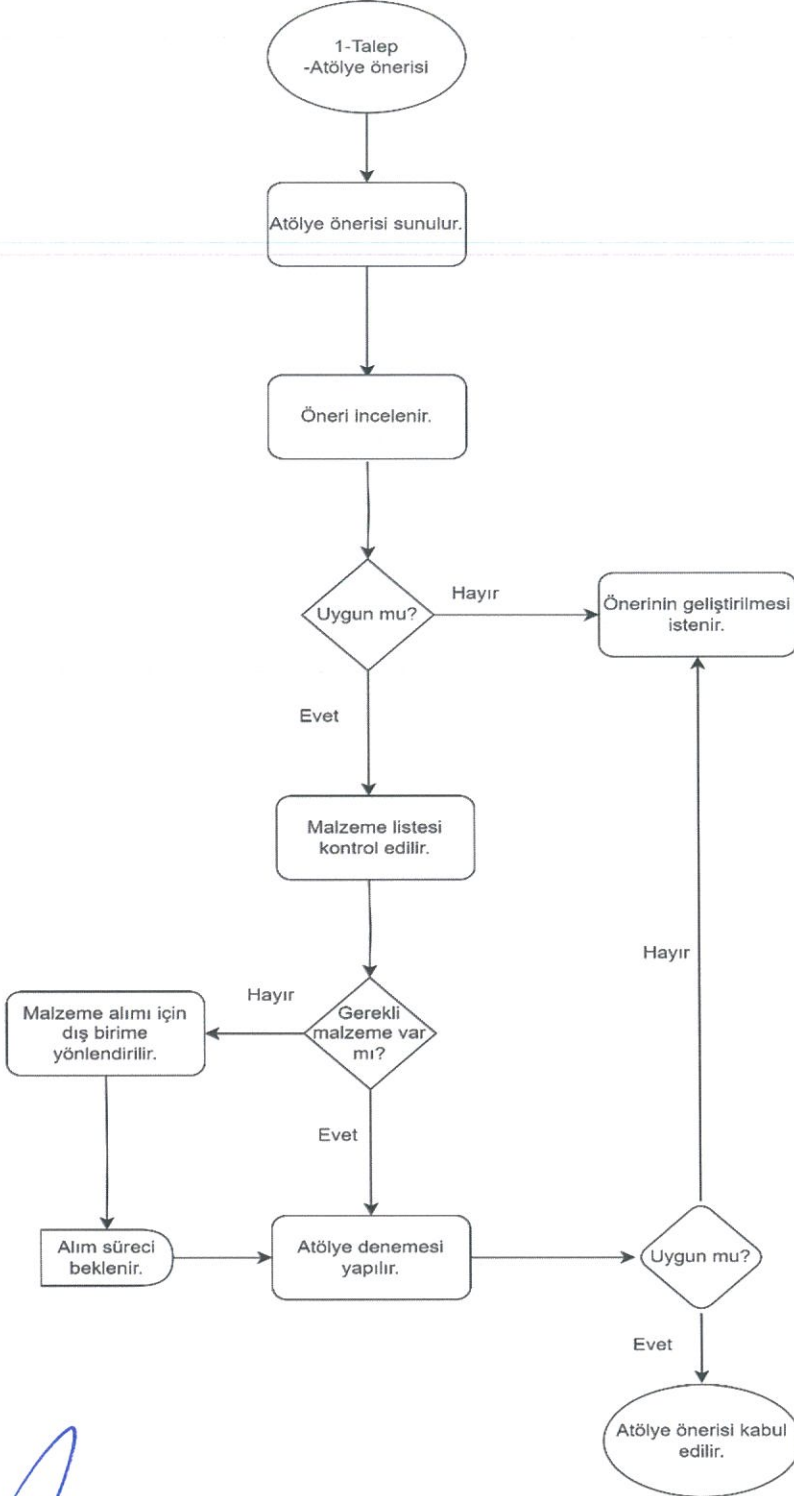 1-Talep
-Atölye önerisi
Atölye önerisi sunulur.
Öneri incelenir.
Uygun mu?
Hayır
Önerinin geliştirilmesi
istenir.
Evet
Malzeme listesi
kontrol edilir.
Gerekli
malzeme var
mı?
Hayır
Malzeme alımı için
dış birime
yönlendirilir.
Evet
Alım süreci
beklenir.
Atölye denemesi
yapılır.
Uygun mu?
Hayır
Evet
Atölye önerisi kabul
edilir.